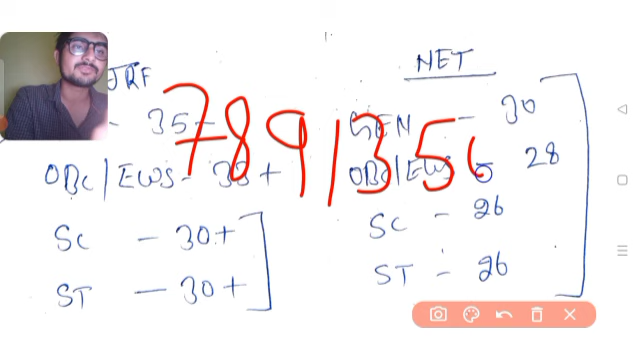 JRF
- 35+
OBC/EWS - 33+
SC - 30+
ST - 30+
NET
GEN - 30
OBC/EWS - 28
SC - 26
ST - 26
789135